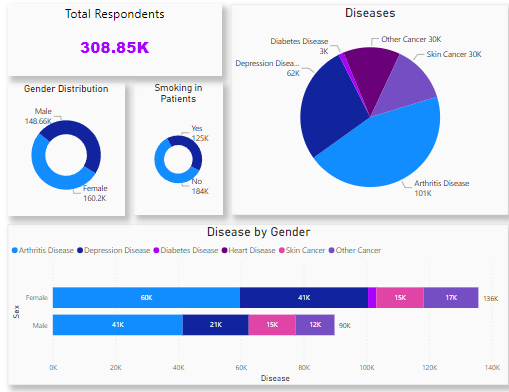 Total Respondents
308.85K
Diseases
Diabetes Disease
3K
Other Cancer 30K
Skin Cancer 30K
Depression Disea...
62K
Arthritis Disease
101K
Gender Distribution
Male
148.66K
Female
160.2K
Smoking in
Patients
Yes
125K
No
184K
Disease by Gender
Arthritis Disease Depression Disease Diabetes Disease Heart Disease Skin Cancer Other Cancer
Sex
Female 60K 41K 15K 17K 136K
Male 41K 21K 15K 12K 90K
0K 20K 40K 60K 80K 100K 120K 140K
Disease